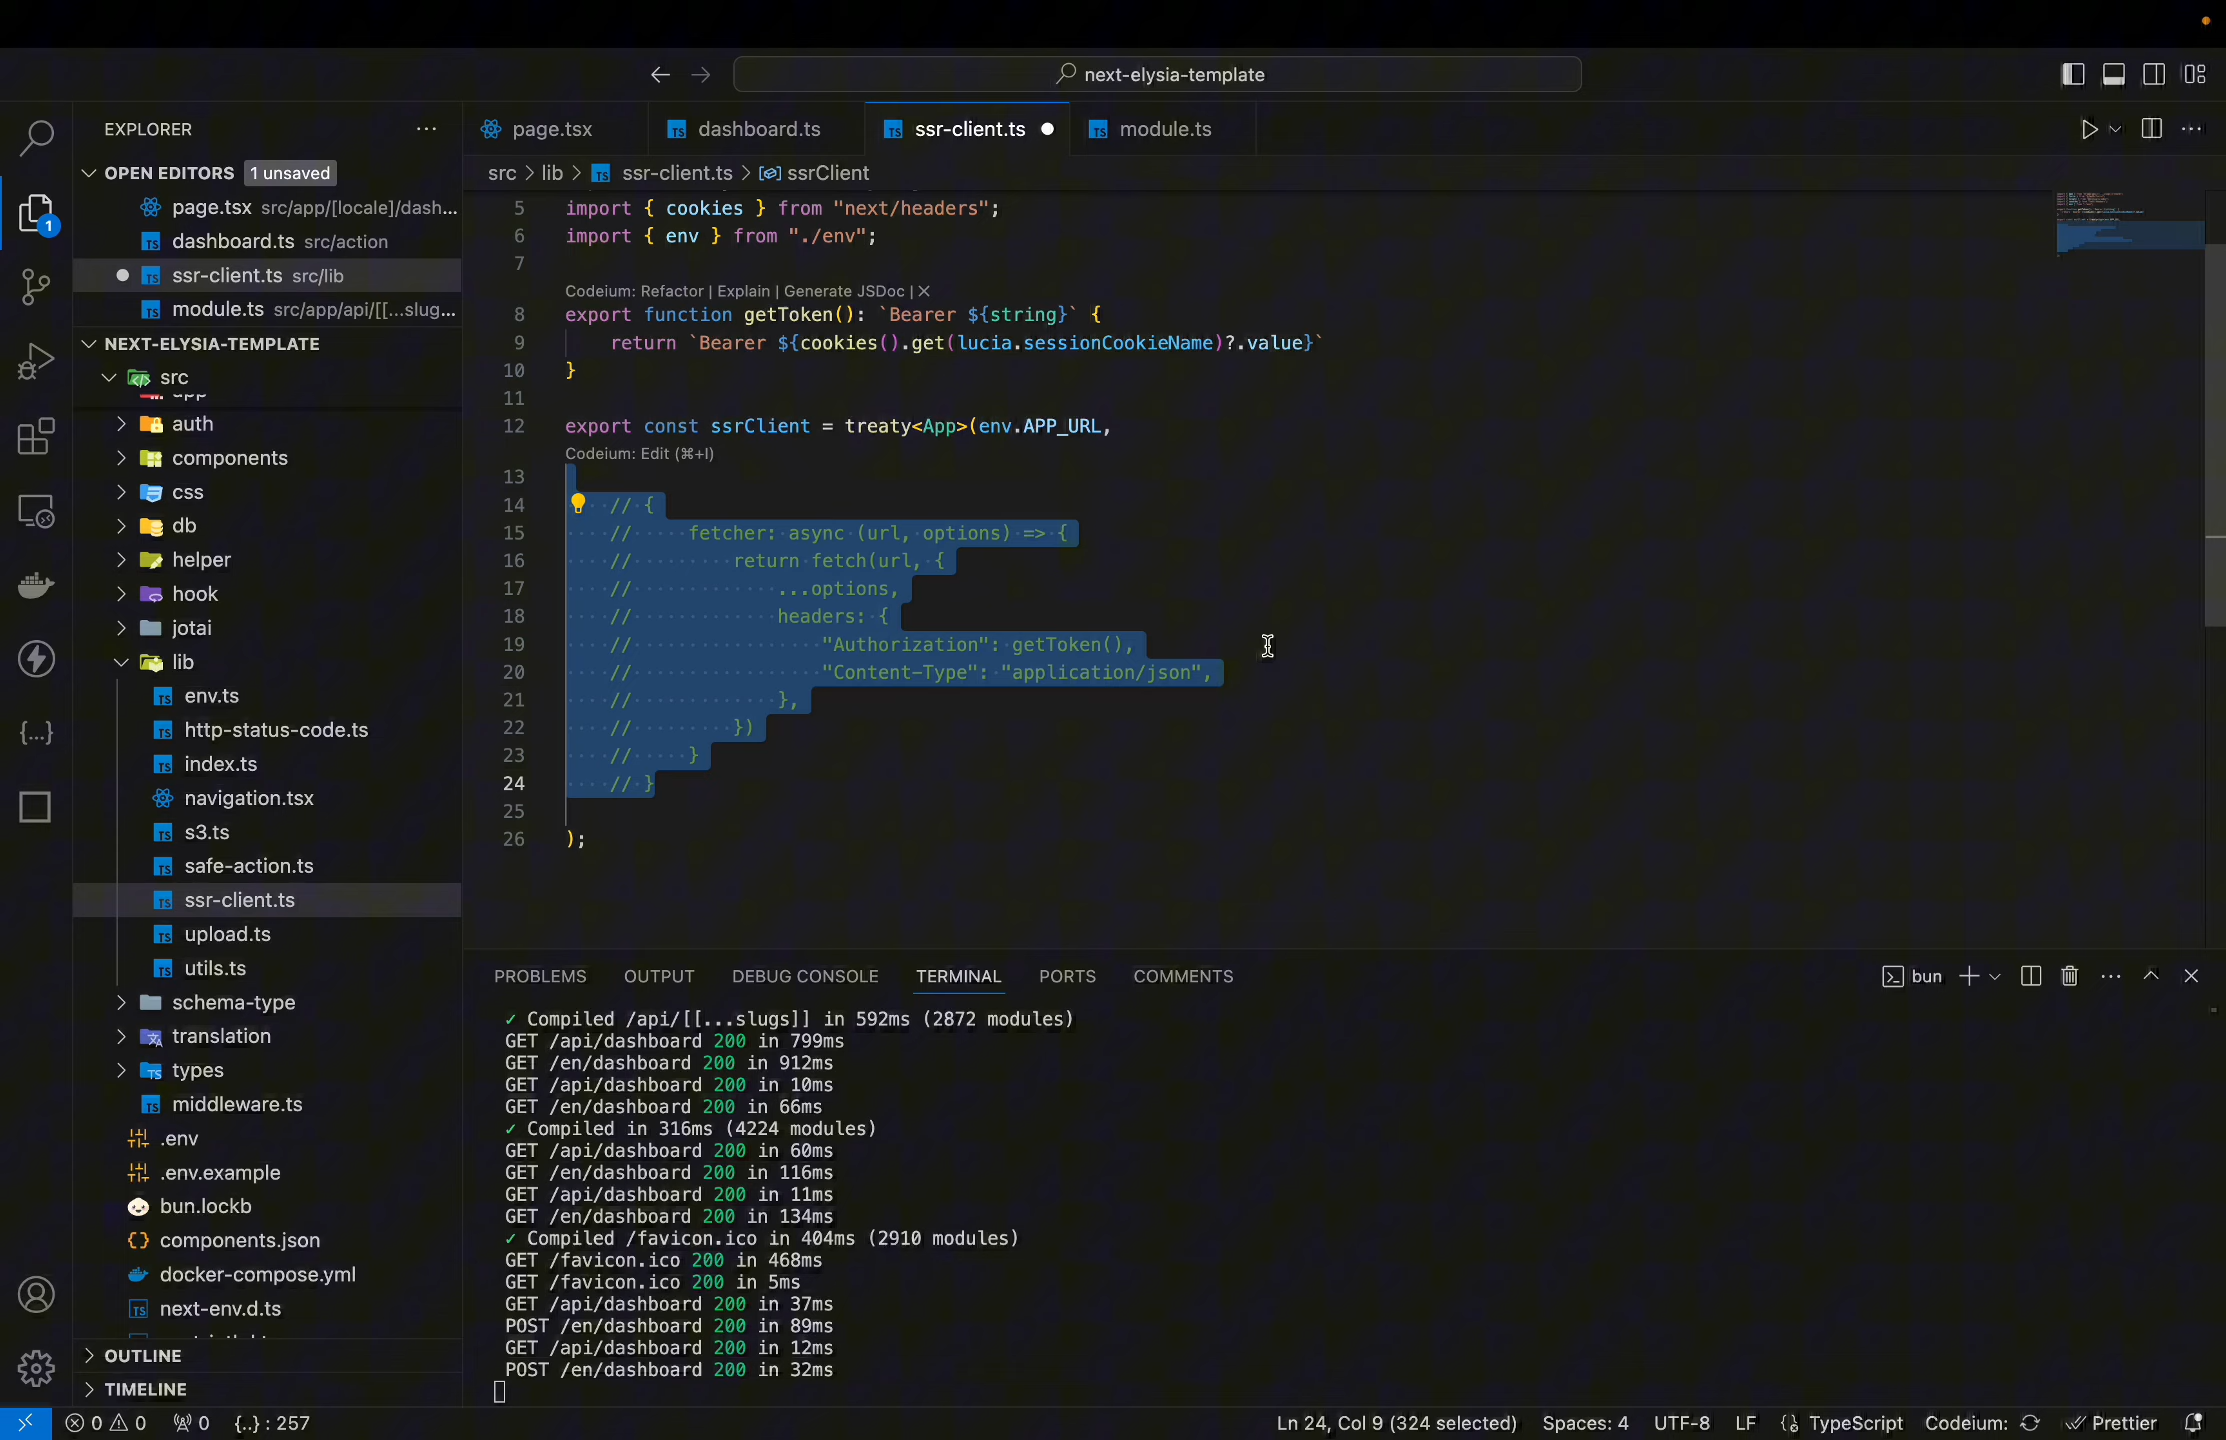 next-elysia-template
EXPLORER
OPEN EDITORS 1 unsaved
page.tsx src/app/[locale]/dash...
dashboard.ts src/action
ssr-client.ts src/lib
module.ts src/app/api/[[...slug...
NEXT-ELYSIA-TEMPLATE
src
auth
components
css
db
helper
hook
jotai
lib
env.ts
http-status-code.ts
index.ts
navigation.tsx
s3.ts
safe-action.ts
ssr-client.ts
upload.ts
utils.ts
schema-type
translation
types
middleware.ts
.env
.env.example
bun.lockb
components.json
docker-compose.yml
next-env.d.ts
OUTLINE
TIMELINE
page.tsx
dashboard.ts
ssr-client.ts
module.ts
src > lib > ssr-client.ts > ssrClient
5 import { cookies } from "next/headers";
6 import { env } from "./env";
7
Codeium: Refactor | Explain | Generate JSDoc | X
8 export function getToken(): `Bearer ${string}` {
9 return `Bearer ${cookies().get(lucia.sessionCookieName)?.value}`
10 }
11
12 export const ssrClient = treaty<App>(env.APP_URL,
Codeium: Edit (⌘+I)
13
14 // {
15 // fetcher: async (url, options) => {
16 // return fetch(url, {
17 // ...options,
18 // headers: {
19 // "Authorization": getToken(),
20 // "Content-Type": "application/json",
21 // },
22 // })
23 // }
24 // }
25
26 );
PROBLEMS OUTPUT DEBUG CONSOLE TERMINAL PORTS COMMENTS
bun
✓ Compiled /api/[[...slugs]] in 592ms (2872 modules)
GET /api/dashboard 200 in 799ms
GET /en/dashboard 200 in 912ms
GET /api/dashboard 200 in 10ms
GET /en/dashboard 200 in 66ms
✓ Compiled in 316ms (4224 modules)
GET /api/dashboard 200 in 60ms
GET /en/dashboard 200 in 116ms
GET /api/dashboard 200 in 11ms
GET /en/dashboard 200 in 134ms
✓ Compiled /favicon.ico in 404ms (2910 modules)
GET /favicon.ico 200 in 468ms
GET /favicon.ico 200 in 5ms
GET /api/dashboard 200 in 37ms
POST /en/dashboard 200 in 89ms
GET /api/dashboard 200 in 12ms
POST /en/dashboard 200 in 32ms
0 0 0 {..} : 257
Ln 24, Col 9 (324 selected) Spaces: 4 UTF-8 LF TypeScript Codeium: Prettier